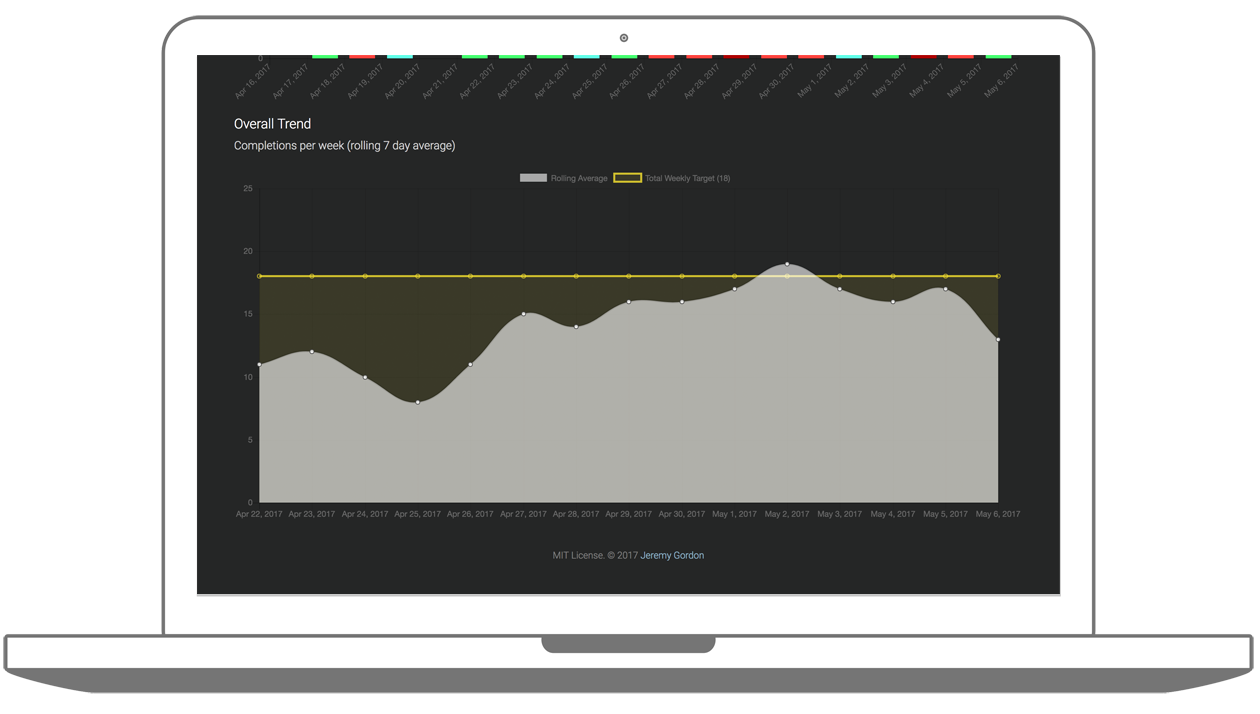 0
Apr 16, 2017 Apr 17, 2017 Apr 18, 2017 Apr 19, 2017 Apr 20, 2017 Apr 21, 2017 Apr 22, 2017 Apr 23, 2017 Apr 24, 2017 Apr 25, 2017 Apr 26, 2017 Apr 27, 2017 Apr 28, 2017 Apr 29, 2017 Apr 30, 2017 May 1, 2017 May 2, 2017 May 3, 2017 May 4, 2017 May 5, 2017 May 6, 2017
Overall Trend
Completions per week (rolling 7 day average)
Rolling Average Total Weekly Target (18)
25
20
15
10
5
0
Apr 22, 2017 Apr 23, 2017 Apr 24, 2017 Apr 25, 2017 Apr 26, 2017 Apr 27, 2017 Apr 28, 2017 Apr 29, 2017 Apr 30, 2017 May 1, 2017 May 2, 2017 May 3, 2017 May 4, 2017 May 5, 2017 May 6, 2017
MIT License. © 2017 Jeremy Gordon